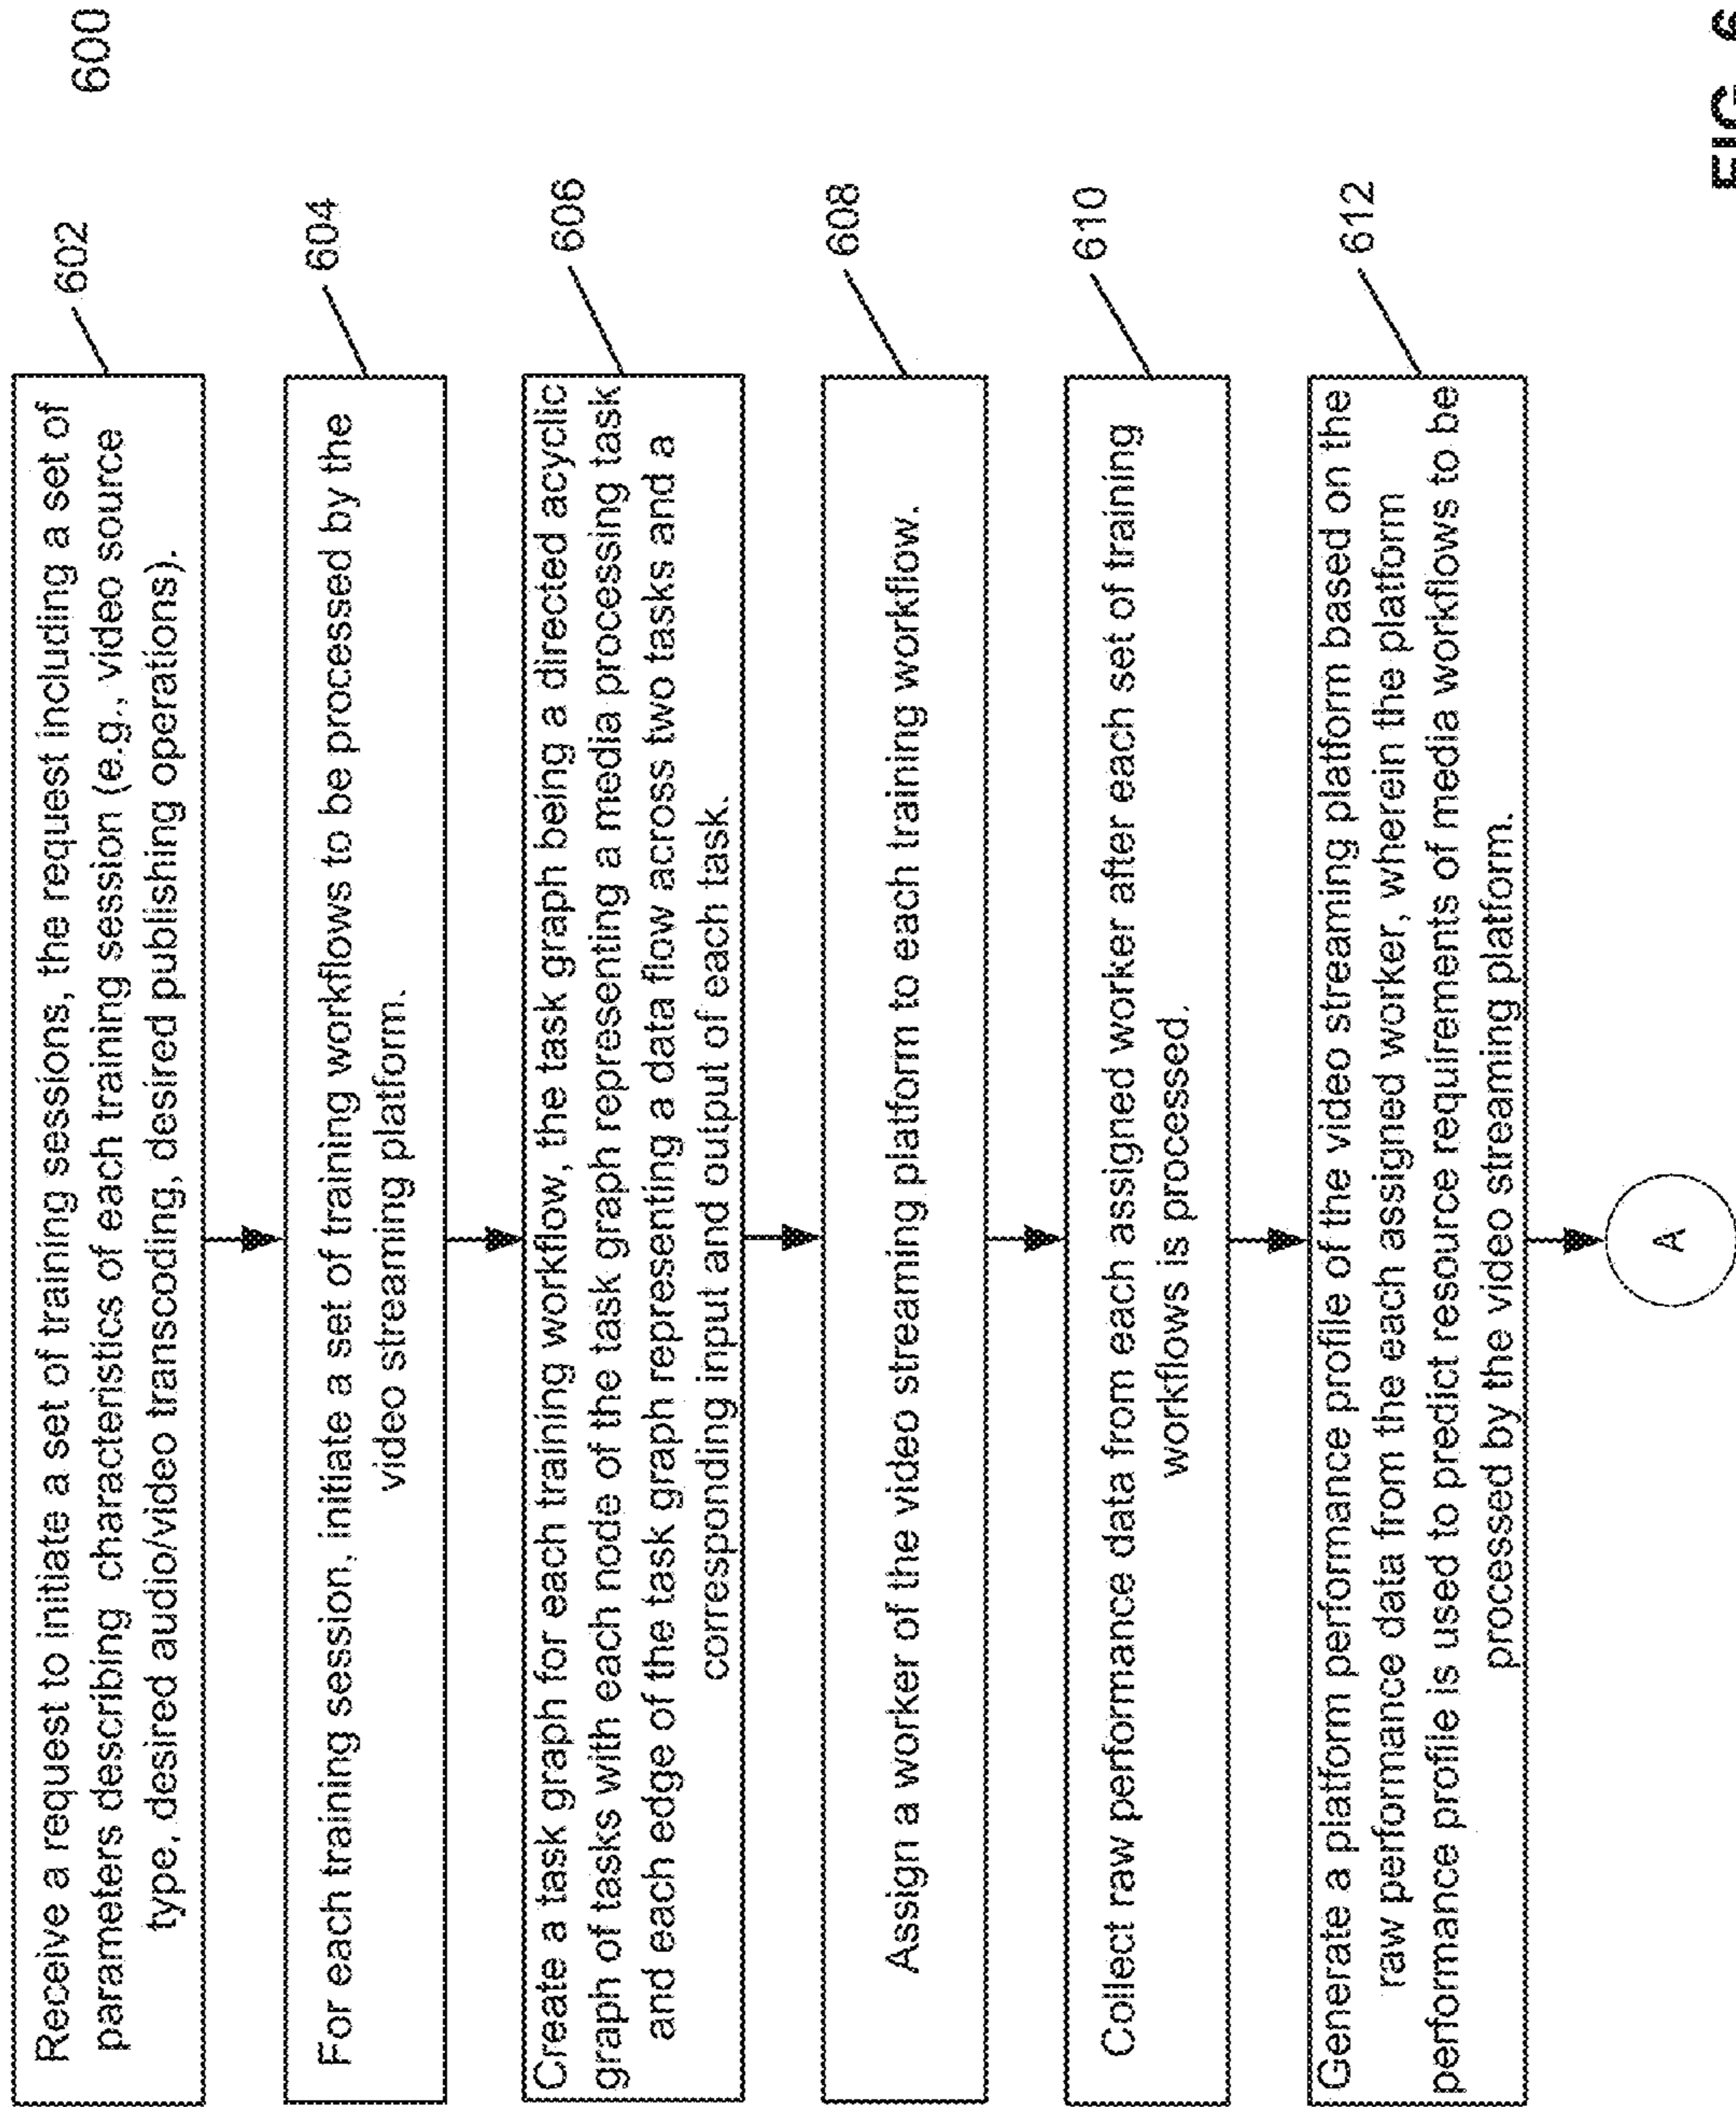 600
Receive a request to initiate a set of training sessions, the request including a set of
parameters describing characteristics of each training session (e.g., video source
type, desired audio/video transcoding, desired publishing operations).
602
For each training session, initiate a set of training workflows to be processed by the
video streaming platform.
604
Create a task graph for each training workflow, the task graph being a directed acyclic
graph of tasks with each node of the task graph representing a media processing task
and each edge of the task graph representing a data flow across two tasks and a
corresponding input and output of each task.
606
Assign a worker of the video streaming platform to each training workflow.
608
Collect raw performance data from each assigned worker after each set of training
workflows is processed.
610
Generate a platform performance profile of the video streaming platform based on the
raw performance data from the each assigned worker, wherein the platform
performance profile is used to predict resource requirements of media workflows to be
processed by the video streaming platform.
612
A
FIG. 6